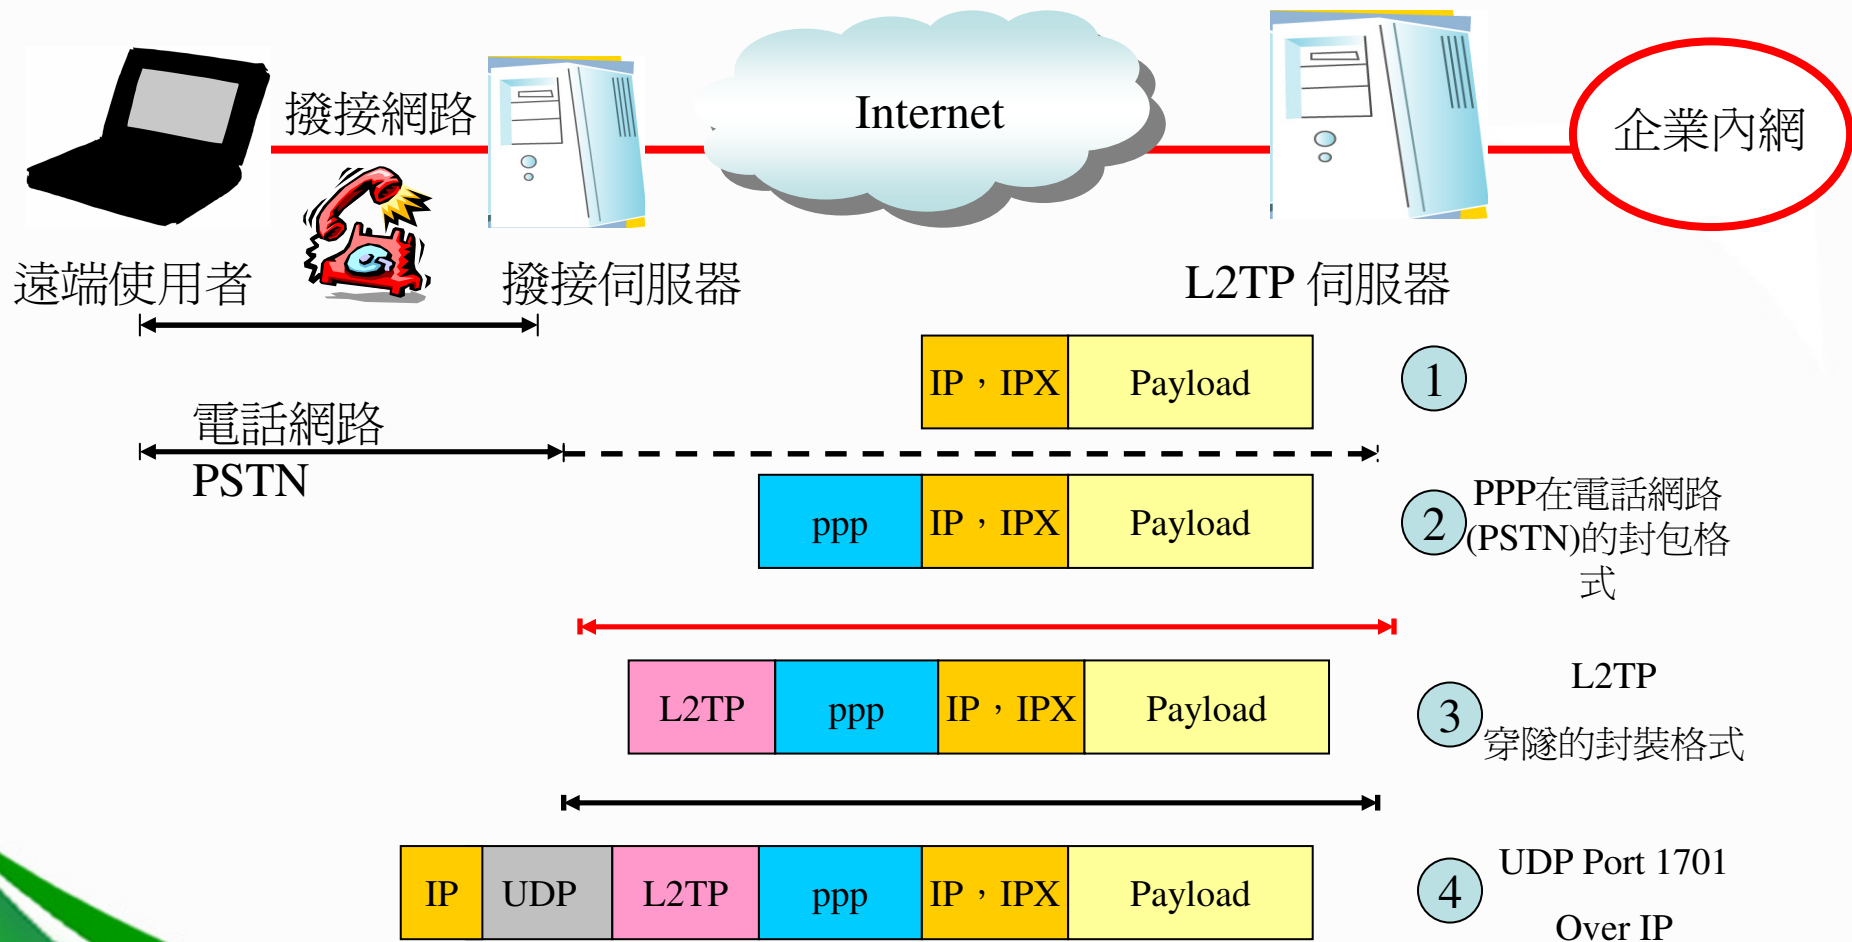 撥接網路
Internet
企業內網
遠端使用者
撥接伺服器
L2TP 伺服器
IP，IPX
Payload
1
電話網路
PSTN
ppp
IP，IPX
Payload
2
PPP在電話網路
(PSTN)的封包格
式
L2TP
ppp
IP，IPX
Payload
3
L2TP
穿隧的封裝格式
IP
UDP
L2TP
ppp
IP，IPX
Payload
4
UDP Port 1701
Over IP